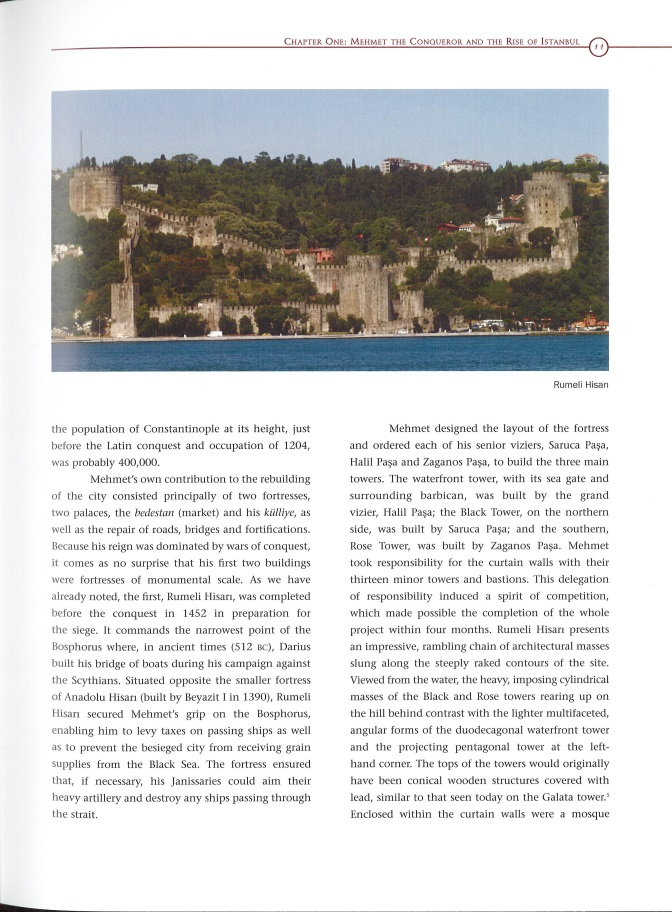 CHAPTER ONE: MEHMET THE CONQUEROR AND THE RISE OF ISTANBUL 11
Rumeli Hisarı
the population of Constantinople at its height, just
before the Latin conquest and occupation of 1204,
was probably 400,000.
Mehmet's own contribution to the rebuilding
of the city consisted principally of two fortresses,
two palaces, the bedestan (market) and his külliye, as
well as the repair of roads, bridges and fortifications.
Because his reign was dominated by wars of conquest,
it comes as no surprise that his first two buildings
were fortresses of monumental scale. As we have
already noted, the first, Rumeli Hisarı, was completed
before the conquest in 1452 in preparation for
the siege. It commands the narrowest point of the
Bosphorus where, in ancient times (512 BC), Darius
built his bridge of boats during his campaign against
the Scythians. Situated opposite the smaller fortress
of Anadolu Hisarı (built by Beyazit I in 1390), Rumeli
Hisarı secured Mehmet's grip on the Bosphorus,
enabling him to levy taxes on passing ships as well
as to prevent the besieged city from receiving grain
supplies from the Black Sea. The fortress ensured
that, if necessary, his Janissaries could aim their
heavy artillery and destroy any ships passing through
the strait.
Mehmet designed the layout of the fortress
and ordered each of his senior viziers, Saruca Paşa,
Halil Paşa and Zaganos Paşa, to build the three main
towers. The waterfront tower, with its sea gate and
surrounding barbican, was built by the grand
vizier, Halil Paşa; the Black Tower, on the northern
side, was built by Saruca Paşa; and the southern,
Rose Tower, was built by Zaganos Paşa. Mehmet
took responsibility for the curtain walls with their
thirteen minor towers and bastions. This delegation
of responsibility induced a spirit of competition,
which made possible the completion of the whole
project within four months. Rumeli Hisarı presents
an impressive, rambling chain of architectural masses
slung along the steeply raked contours of the site.
Viewed from the water, the heavy, imposing cylindrical
masses of the Black and Rose towers rearing up on
the hill behind contrast with the lighter multifaceted,
angular forms of the duodecagonal waterfront tower
and the projecting pentagonal tower at the left-
hand corner. The tops of the towers would originally
have been conical wooden structures covered with
lead, similar to that seen today on the Galata tower.⁵
Enclosed within the curtain walls were a mosque